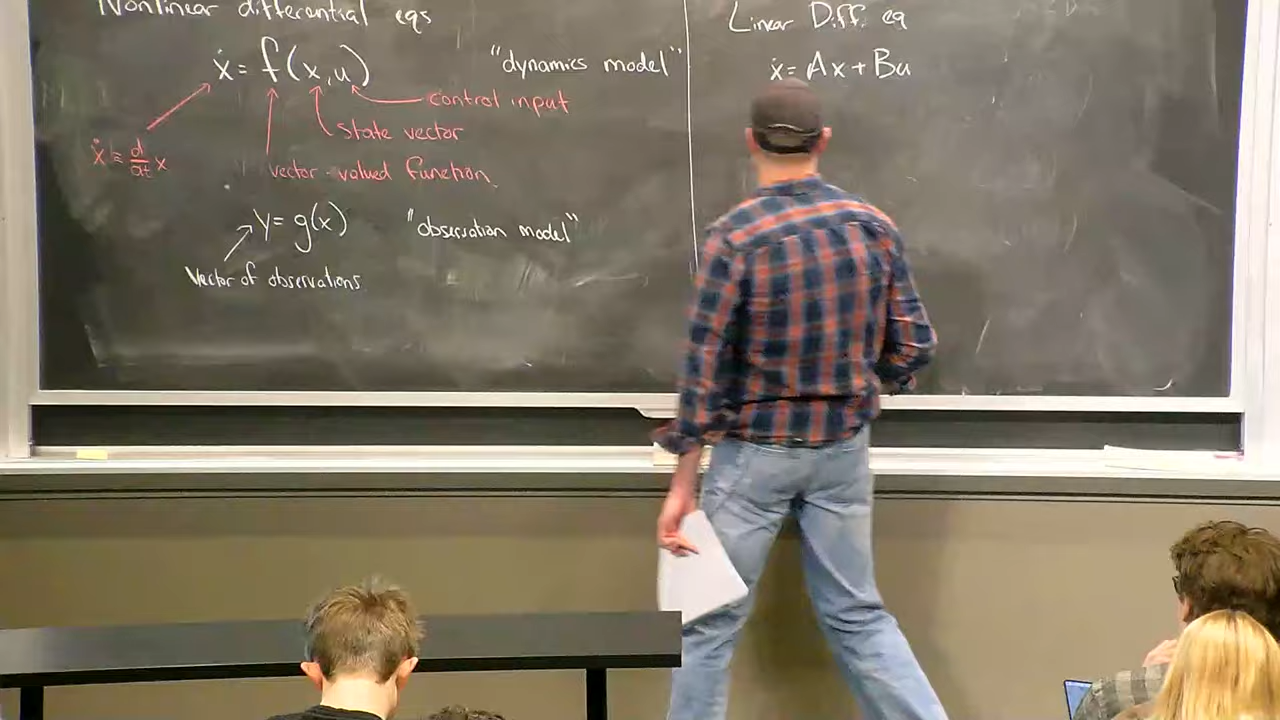 Nonlinear differential eqs
ẋ = f(x,u) "dynamics model"
control input
state vector
ẋ ≡ d/dt x
vector-valued function.
y = g(x) "observation model"
Vector of observations
Linear Diff. eq
ẋ = Ax + Bu